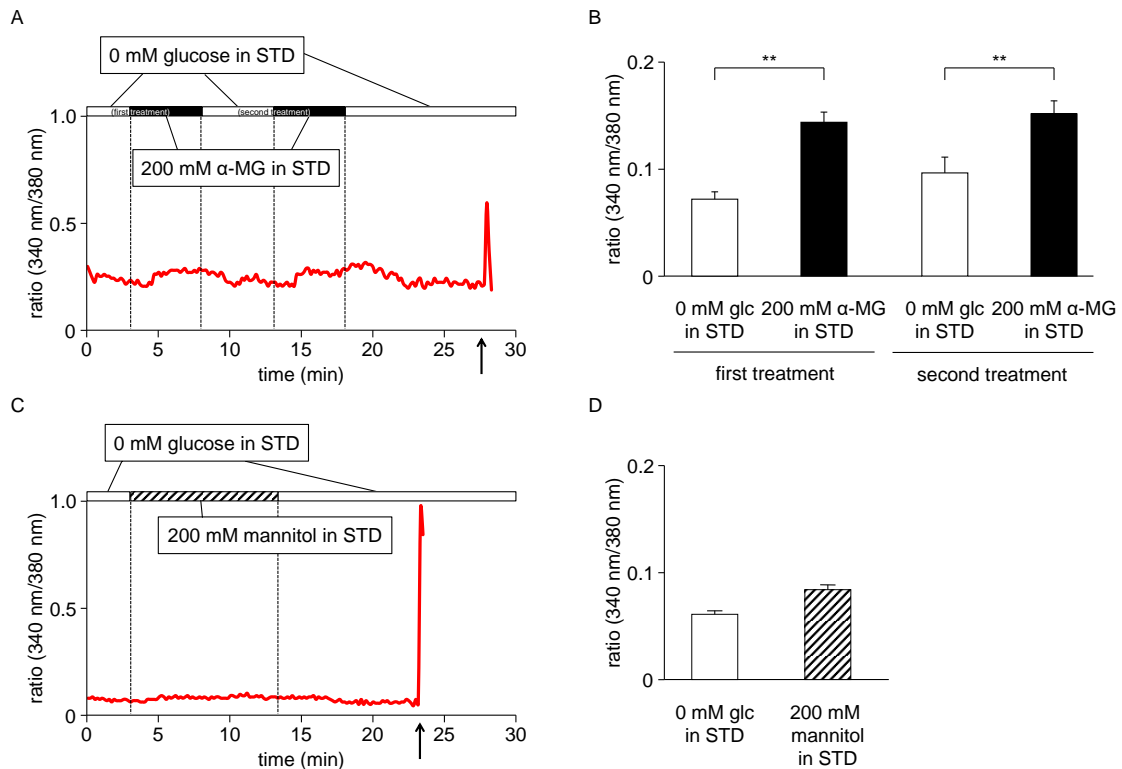 A
0 mM glucose in STD
(first treatment)
(second treatment)
200 mM α-MG in STD
ratio (340 nm/380 nm)
1.0
0.5
0
0
5
10
15
20
25
30
time (min)
B
ratio (340 nm/380 nm)
0.2
0.1
0
**
**
0 mM glc
in STD
200 mM α-MG
in STD
0 mM glc
in STD
200 mM α-MG
in STD
first treatment
second treatment
C
0 mM glucose in STD
200 mM mannitol in STD
ratio (340 nm/380 nm)
1.0
0.5
0
0
5
10
15
20
25
30
time (min)
D
ratio (340 nm/380 nm)
0.2
0.1
0
0 mM glc
in STD
200 mM
mannitol
in STD